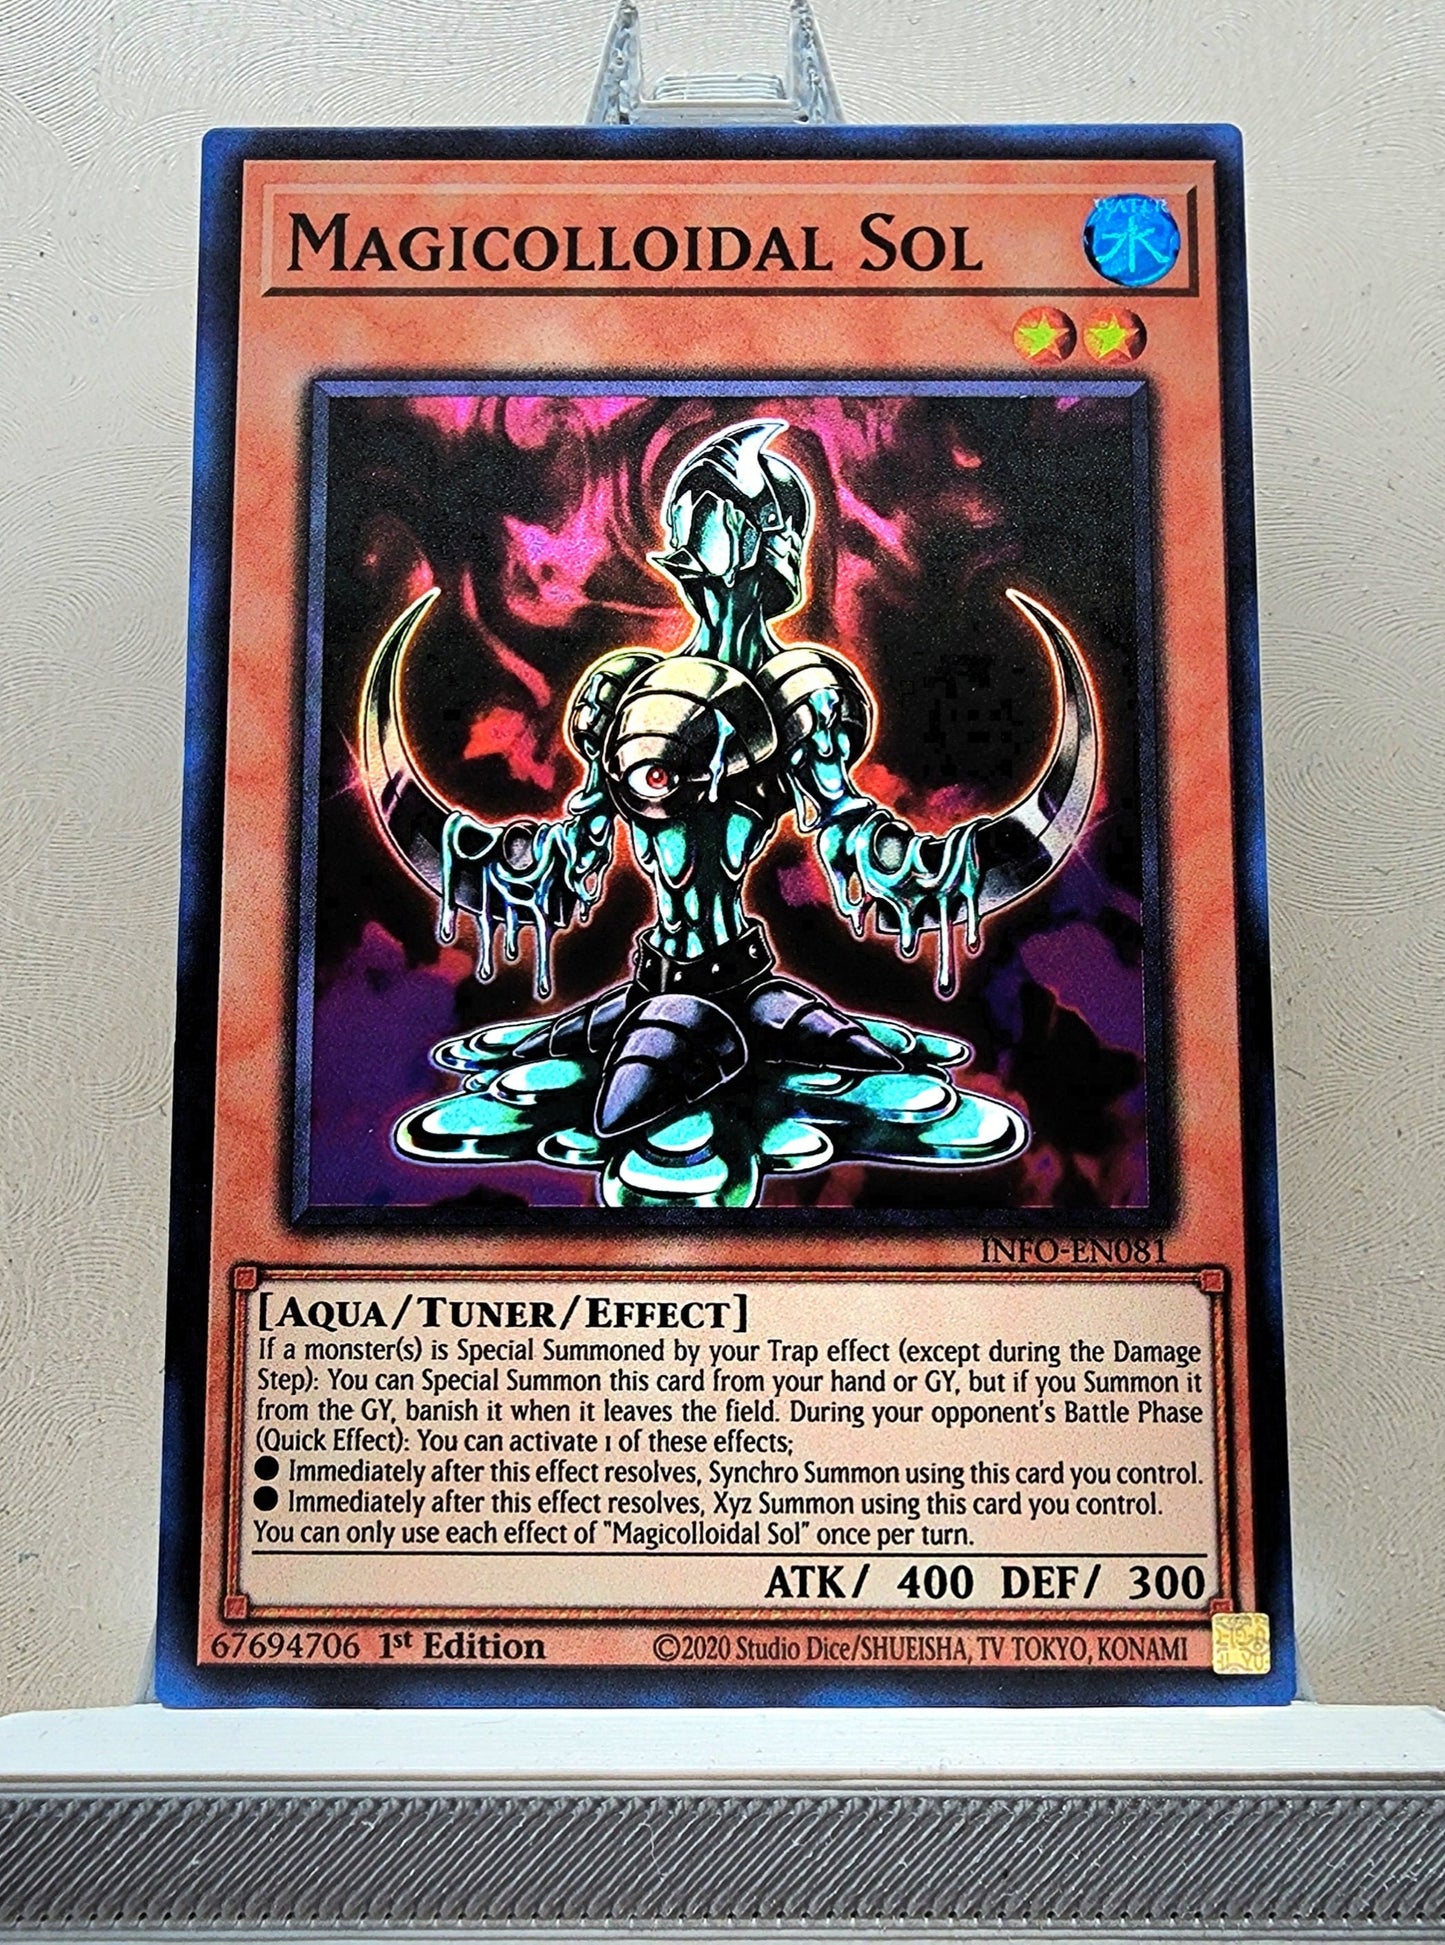 MAGICOLLOIDAL SOL
WATER
水
INFO-EN081
[AQUA/TUNER/EFFECT]
If a monster(s) is Special Summoned by your Trap effect (except during the Damage
Step): You can Special Summon this card from your hand or GY, but if you Summon it
from the GY, banish it when it leaves the field. During your opponent's Battle Phase
(Quick Effect): You can activate 1 of these effects;
● Immediately after this effect resolves, Synchro Summon using this card you control.
● Immediately after this effect resolves, Xyz Summon using this card you control.
You can only use each effect of "Magicolloidal Sol" once per turn.
ATK/ 400 DEF/ 300
67694706 1st Edition ©2020 Studio Dice/SHUEISHA, TV TOKYO, KONAMI